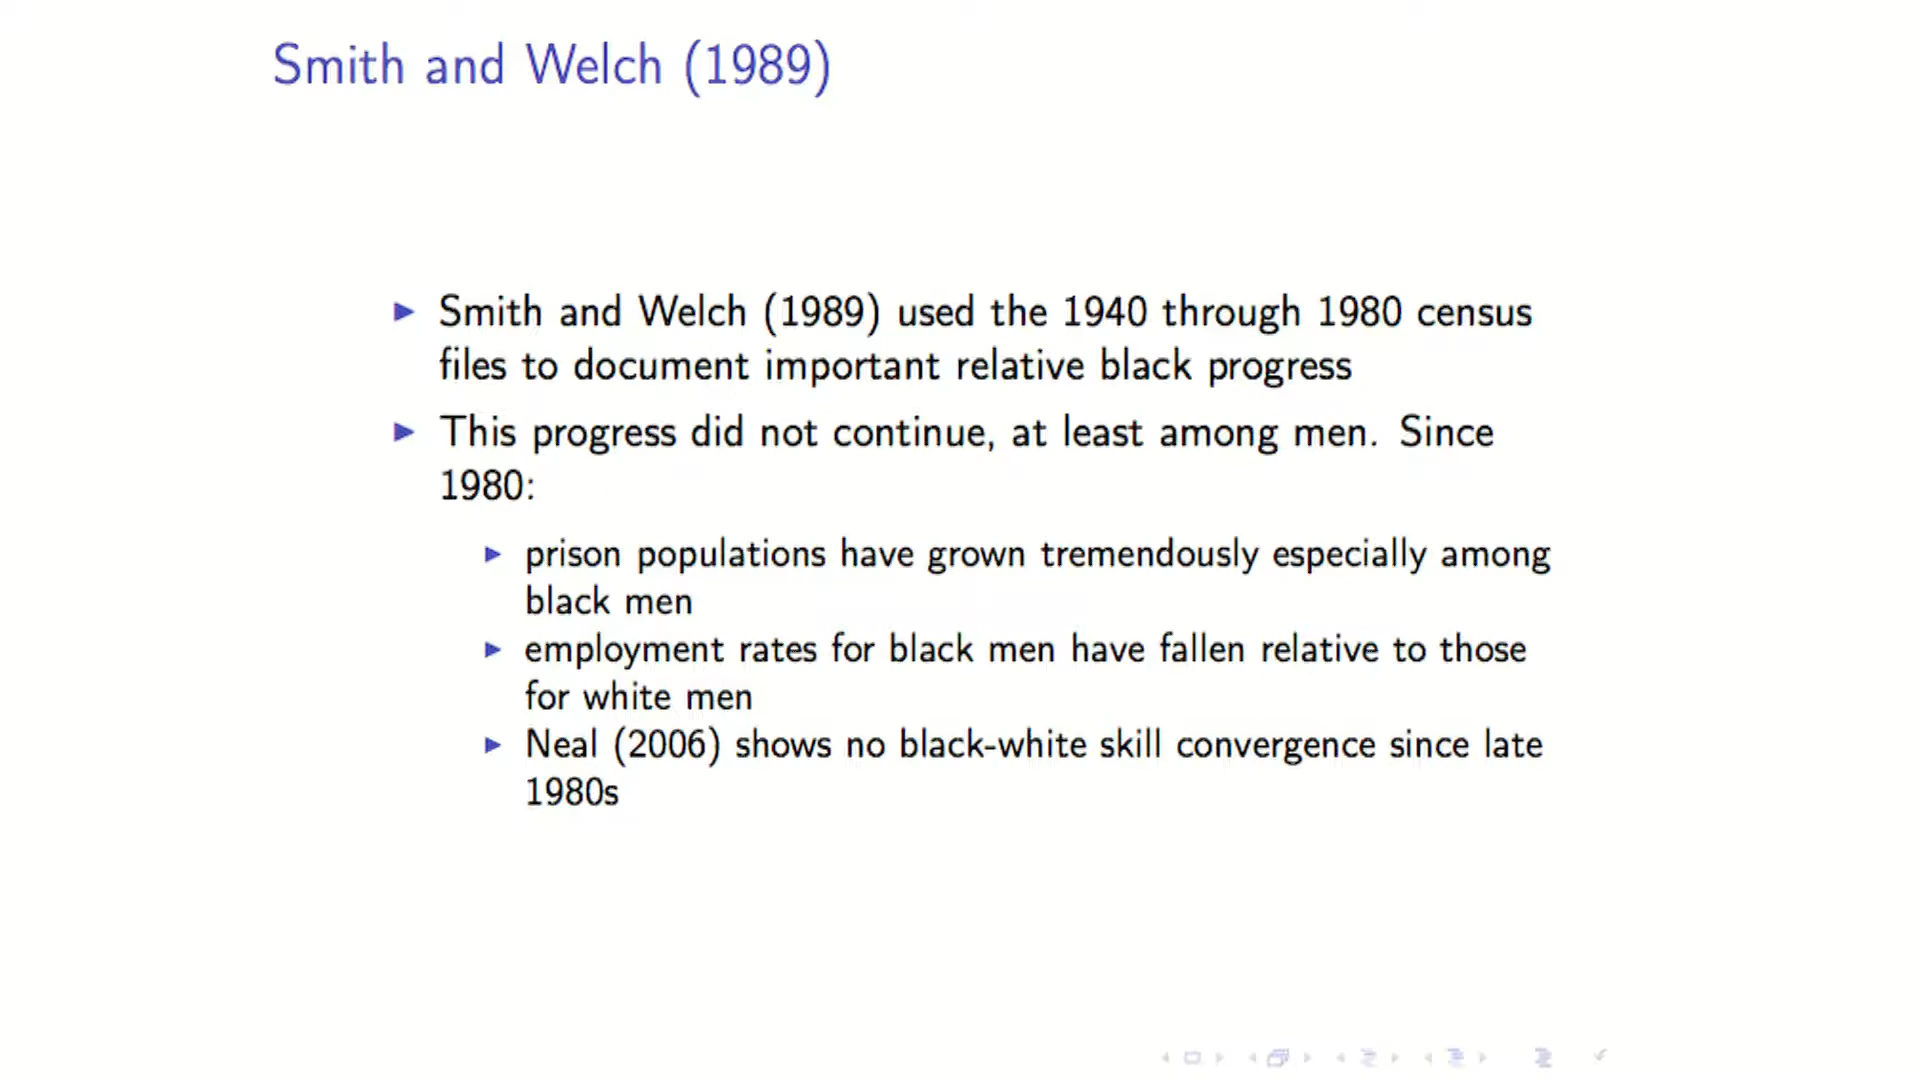 Smith and Welch (1989)
Smith and Welch (1989) used the 1940 through 1980 census
files to document important relative black progress
This progress did not continue, at least among men. Since
1980:
prison populations have grown tremendously especially among
black men
employment rates for black men have fallen relative to those
for white men
Neal (2006) shows no black-white skill convergence since late
1980s